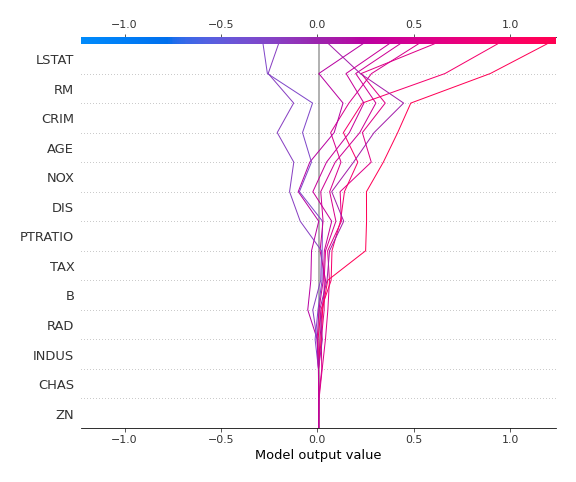 −1.0 −0.5 0.0 0.5 1.0
LSTAT
RM
CRIM
AGE
NOX
DIS
PTRATIO
TAX
B
RAD
INDUS
CHAS
ZN
−1.0 −0.5 0.0 0.5 1.0
Model output value